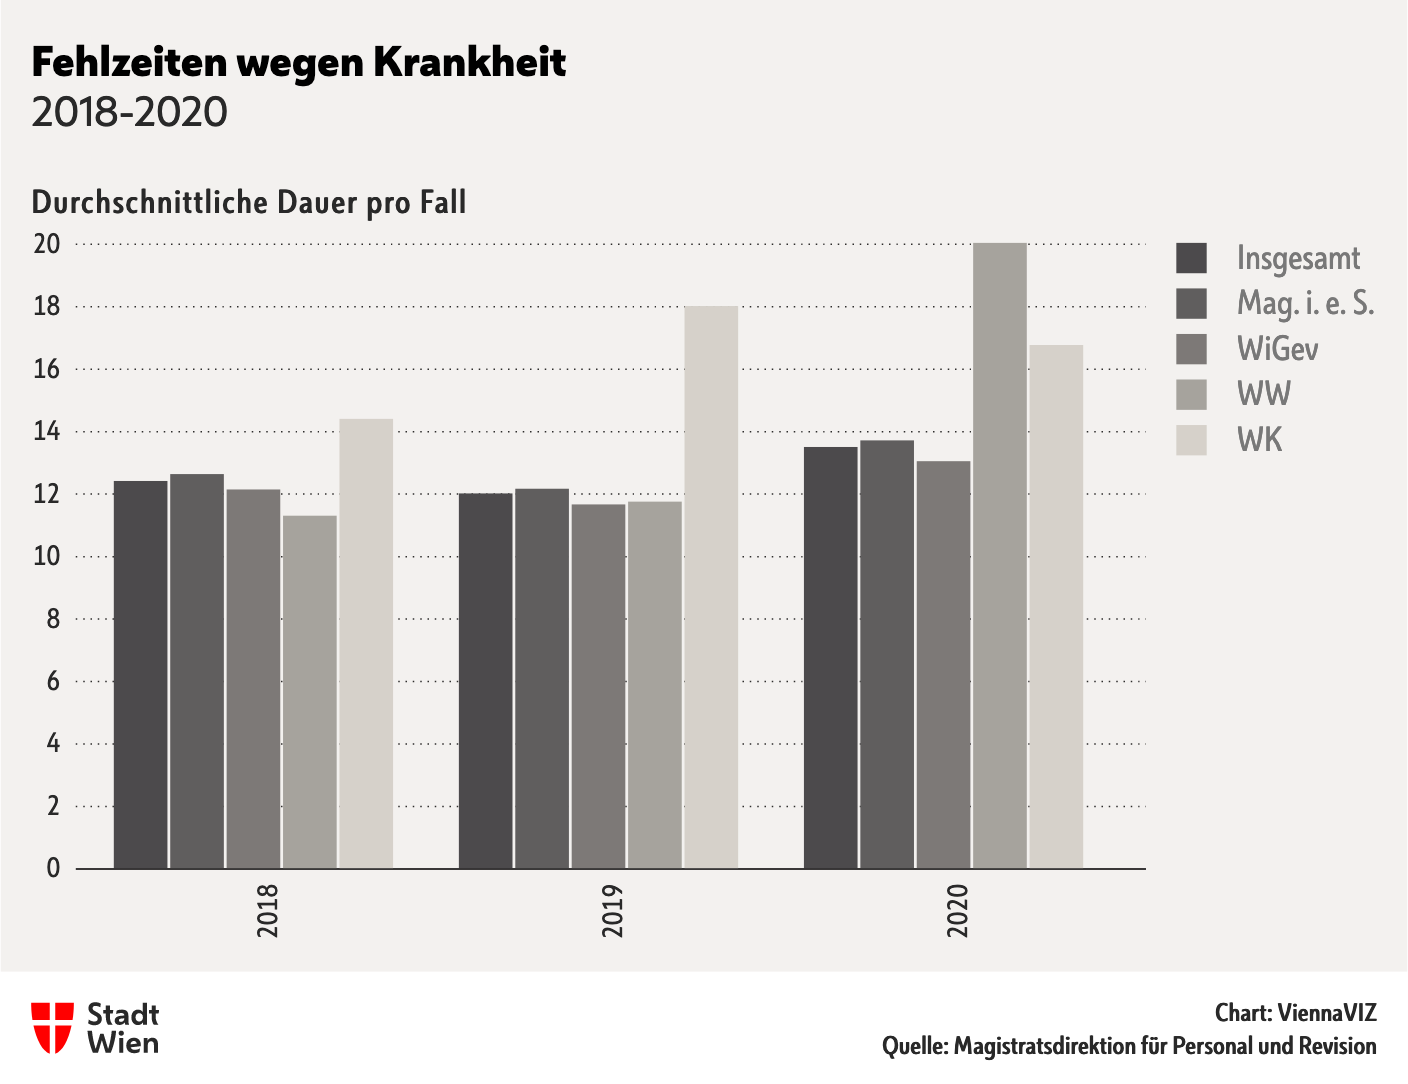 Fehlzeiten wegen Krankheit
2018-2020
Durchschnittliche Dauer pro Fall
20
18
16
14
12
10
8
6
4
2
0
2018
2019
2020
Insgesamt
Mag. i. e. S.
WiGev
WW
WK
Stadt
Wien
Chart: ViennaVIZ
Quelle: Magistratsdirektion für Personal und Revision